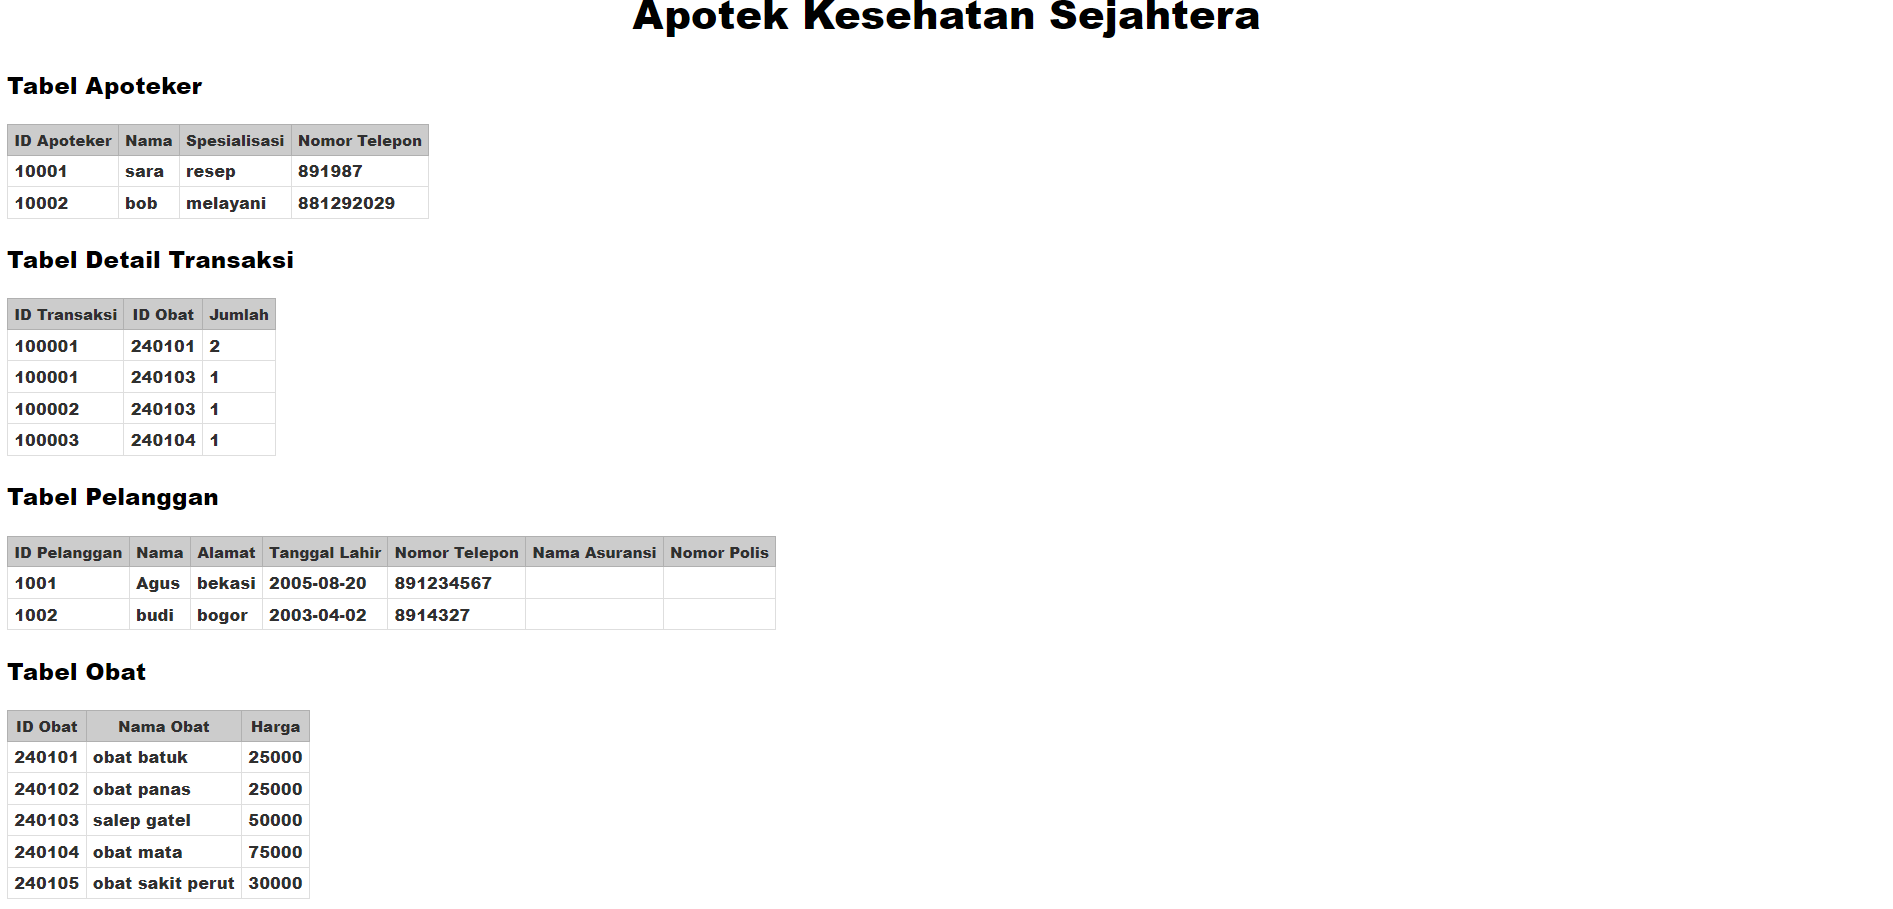 Apotek Kesehatan Sejahtera
Tabel Apoteker
ID Apoteker Nama Spesialisasi Nomor Telepon
10001 sara resep 891987
10002 bob melayani 881292029
Tabel Detail Transaksi
ID Transaksi ID Obat Jumlah
100001 240101 2
100001 240103 1
100002 240103 1
100003 240104 1
Tabel Pelanggan
ID Pelanggan Nama Alamat Tanggal Lahir Nomor Telepon Nama Asuransi Nomor Polis
1001 Agus bekasi 2005-08-20 891234567
1002 budi bogor 2003-04-02 8914327
Tabel Obat
ID Obat Nama Obat Harga
240101 obat batuk 25000
240102 obat panas 25000
240103 salep gatel 50000
240104 obat mata 75000
240105 obat sakit perut 30000